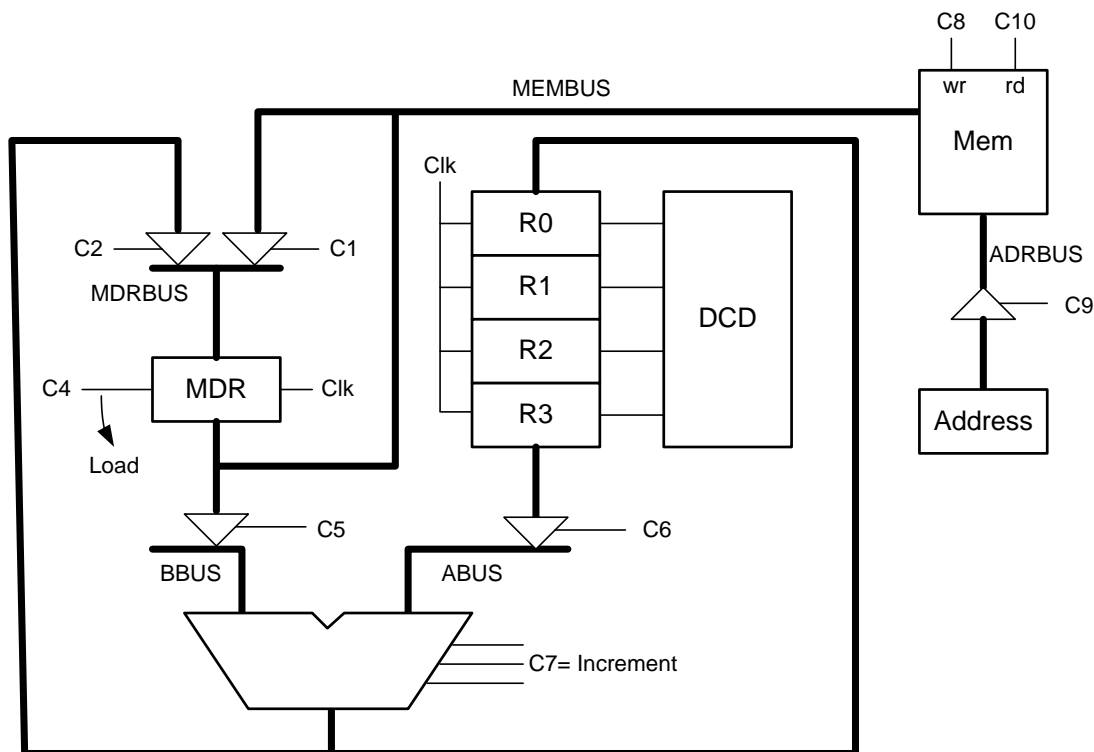 C8 C10
wr rd
Mem
MEMBUS
Clk
R0
R1
R2
R3
DCD
C2
C1
MDRBUS
ADRBUS
C9
C4
MDR
Clk
Load
Address
C5
C6
BBUS
ABUS
C7= Increment